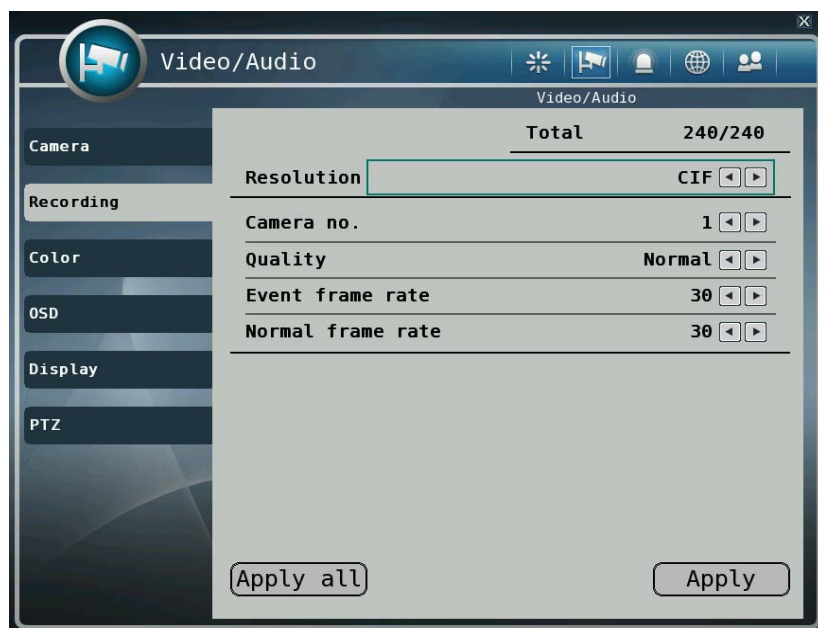 X
Video/Audio
Video/Audio
Total 240/240
Camera
Resolution CIF
Recording
Camera no. 1
Color
Quality Normal
Event frame rate 30
OSD
Normal frame rate 30
Display
PTZ
Apply all Apply